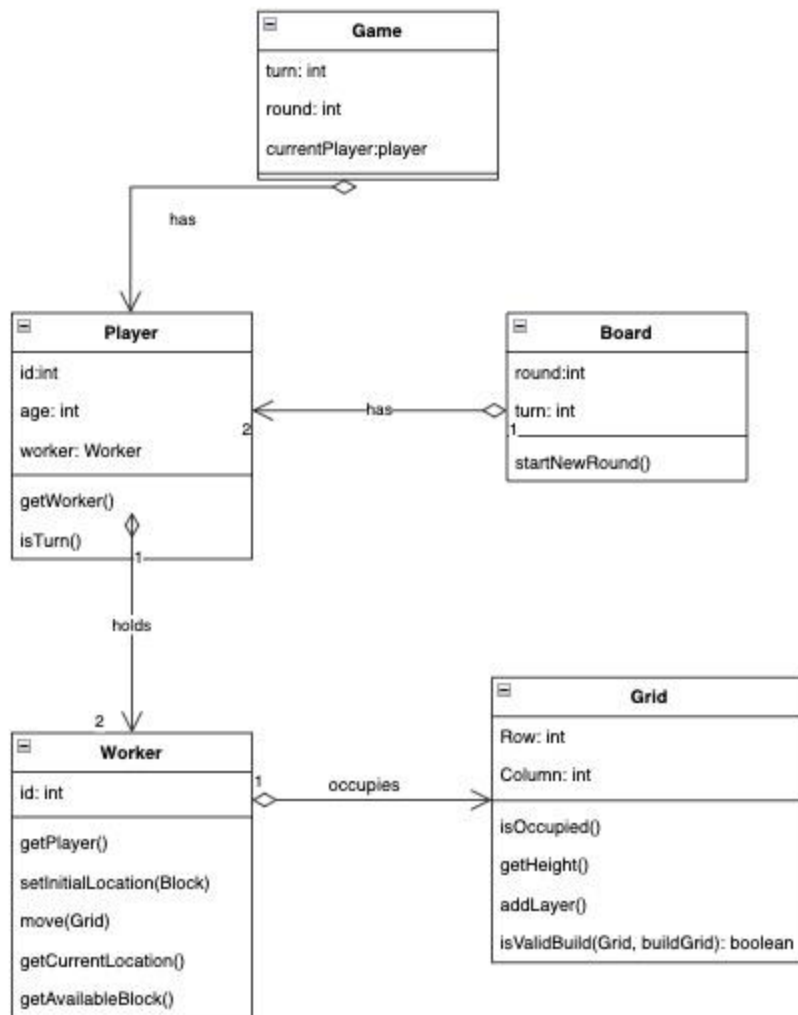 Game
turn: int
round: int
currentPlayer:player
has
Player
id:int
age: int
worker: Worker
getWorker()
isTurn()
2
has
Board
round:int
turn: int
1
startNewRound()
1
holds
2
Worker
id: int
getPlayer()
setInitialLocation(Block)
move(Grid)
getCurrentLocation()
getAvailableBlock()
1
occupies
Grid
Row: int
Column: int
isOccupied()
getHeight()
addLayer()
isValidBuild(Grid, buildGrid): boolean